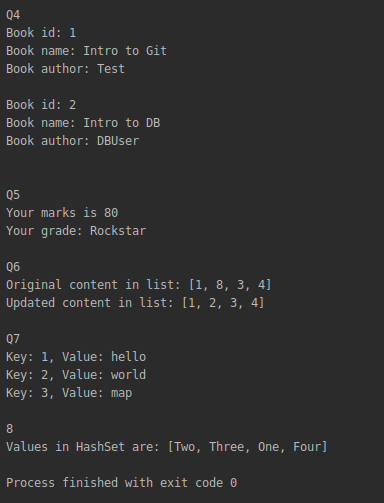 Q4
Book id: 1
Book name: Intro to Git
Book author: Test
Book id: 2
Book name: Intro to DB
Book author: DBUser
Q5
Your marks is 80
Your grade: Rockstar
Q6
Original content in list: [1, 8, 3, 4]
Updated content in list: [1, 2, 3, 4]
Q7
Key: 1, Value: hello
Key: 2, Value: world
Key: 3, Value: map
8
Values in HashSet are: [Two, Three, One, Four]
Process finished with exit code 0